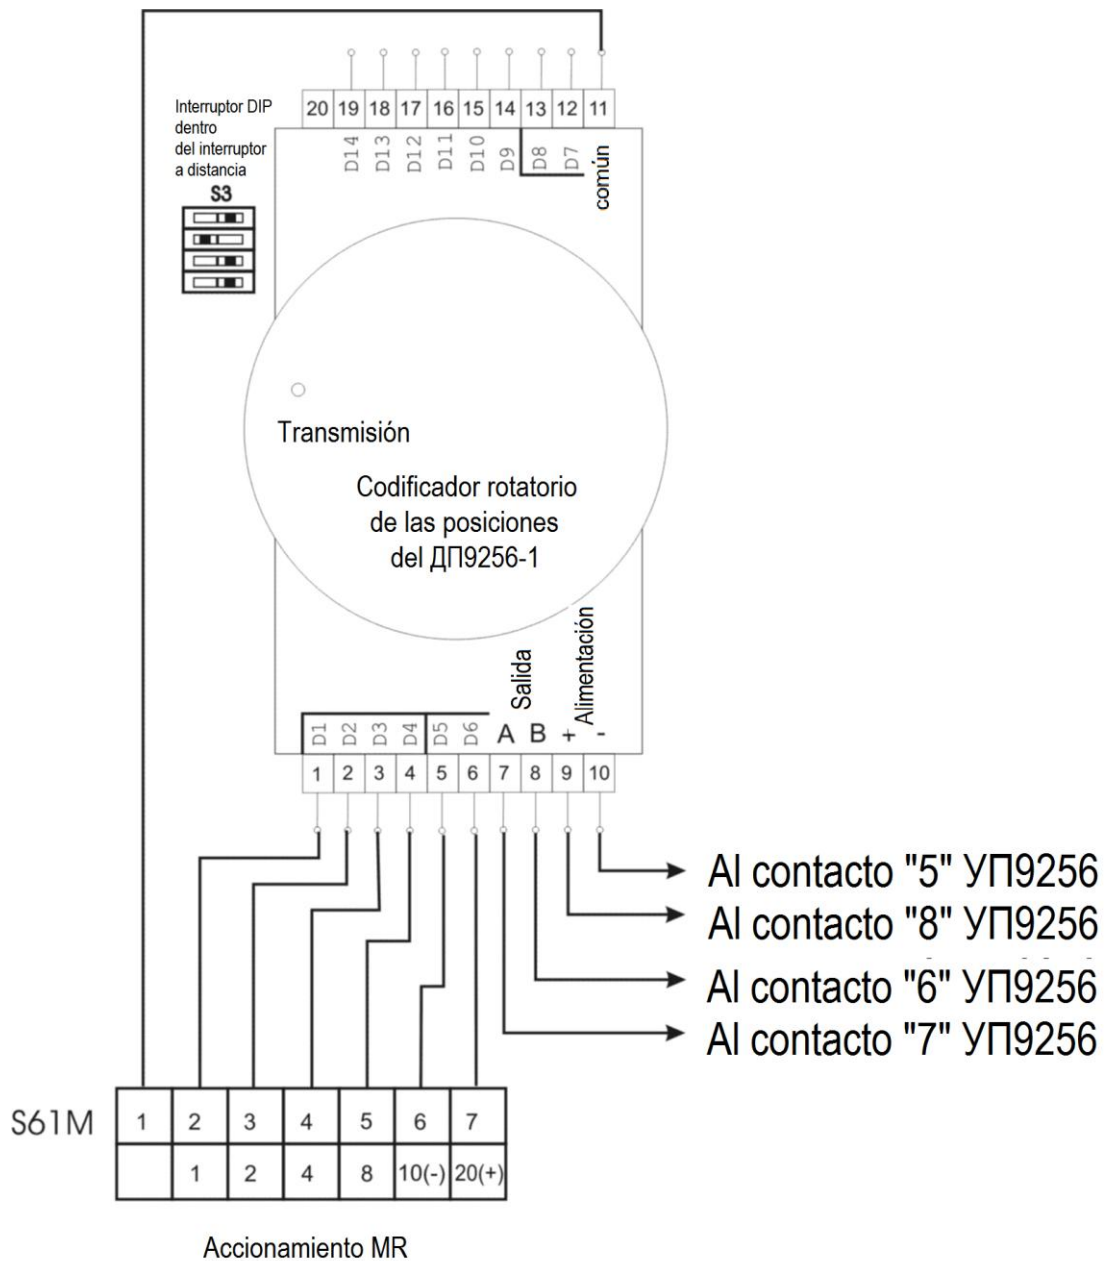 Interruptor DIP
dentro
del interruptor
a distancia
S3
20 19 18 17 16 15 14 13 12 11
D14 D13 D12 D11 D10 D9 D8 D7 común
Transmisión
Codificador rotatorio
de las posiciones
del ДП9256-1
Salida
Alimentación
D1 D2 D3 D4 D5 D6 A B + -
1 2 3 4 5 6 7 8 9 10
Al contacto "5" УП9256
Al contacto "8" УП9256
Al contacto "6" УП9256
Al contacto "7" УП9256
S61M 1 2 3 4 5 6 7
1 2 4 8 10(-) 20(+)
Accionamiento MR